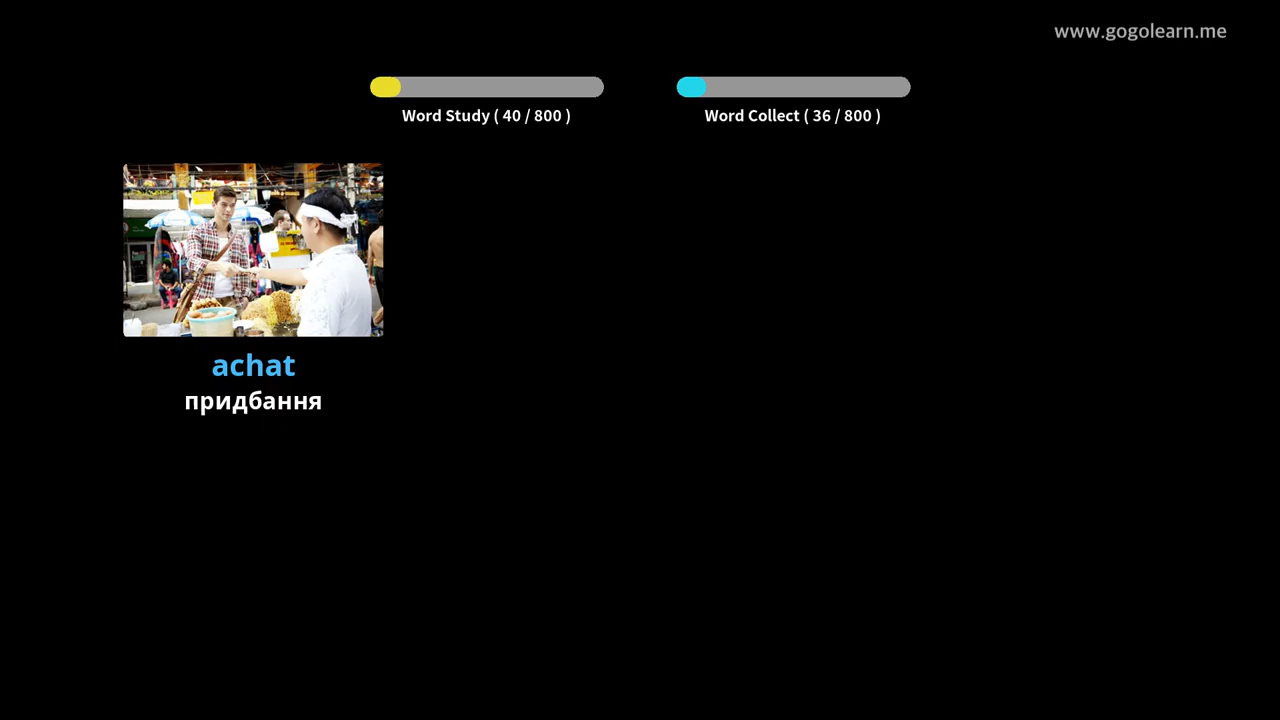 www.gogolearn.me
Word Study ( 40 / 800 )
Word Collect ( 36 / 800 )
achat
придбання